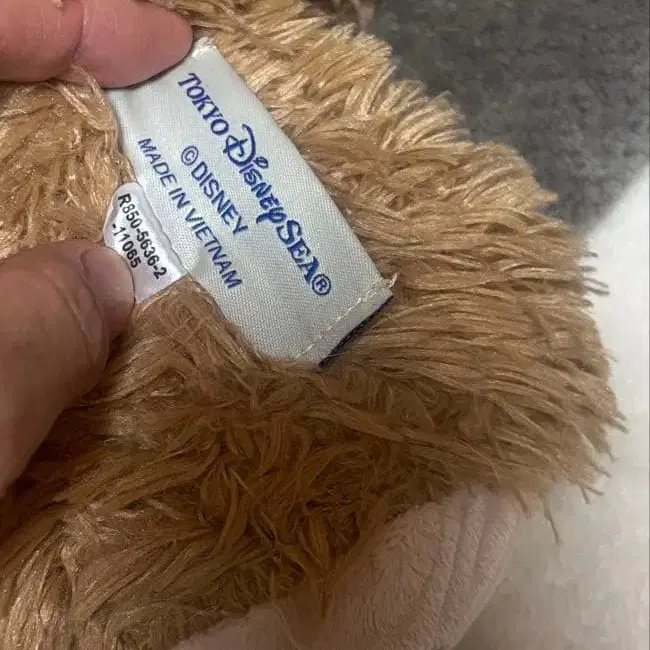 TOKYO DISNEYSEA®
©DISNEY
MADE IN VIETNAM
R850-5636-2
-11065